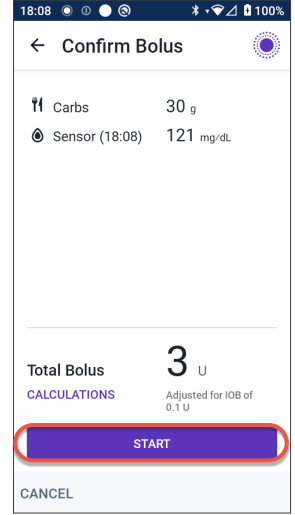 18:08 100%
Confirm Bolus
Carbs 30 g
Sensor (18:08) 121 mg/dL
Total Bolus 3 U
CALCULATIONS Adjusted for IOB of
0.1 U
START
CANCEL